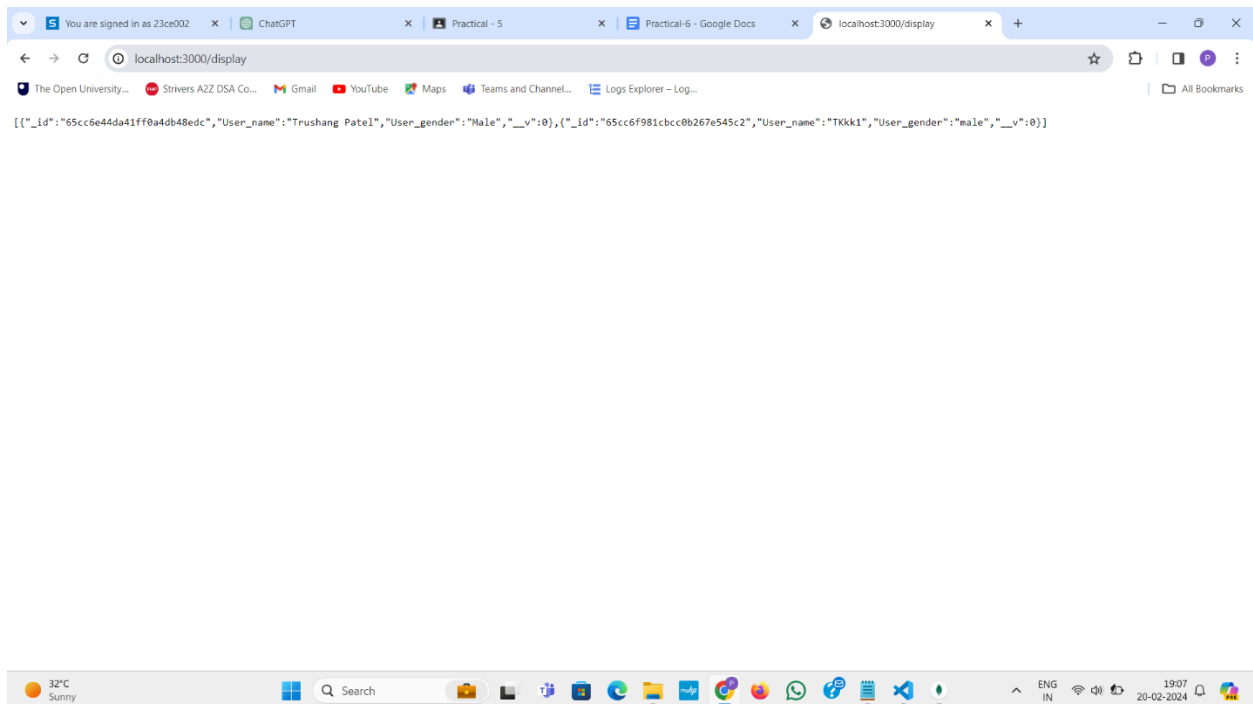 You are signed in as 23ce002 ChatGPT Practical - 5 Practical-6 - Google Docs localhost:3000/display
localhost:3000/display
The Open University... Strivers A2Z DSA Co... Gmail YouTube Maps Teams and Channel... Logs Explorer – Log... All Bookmarks
[{"_id":"65cc6e44da41ff0a4db48edc","User_name":"Trushang Patel","User_gender":"Male","__v":0},{"_id":"65cc6f981cbcc0b267e545c2","User_name":"TKkk1","User_gender":"male","__v":0}]
32°C Search ENG 19:07
Sunny IN 20-02-2024